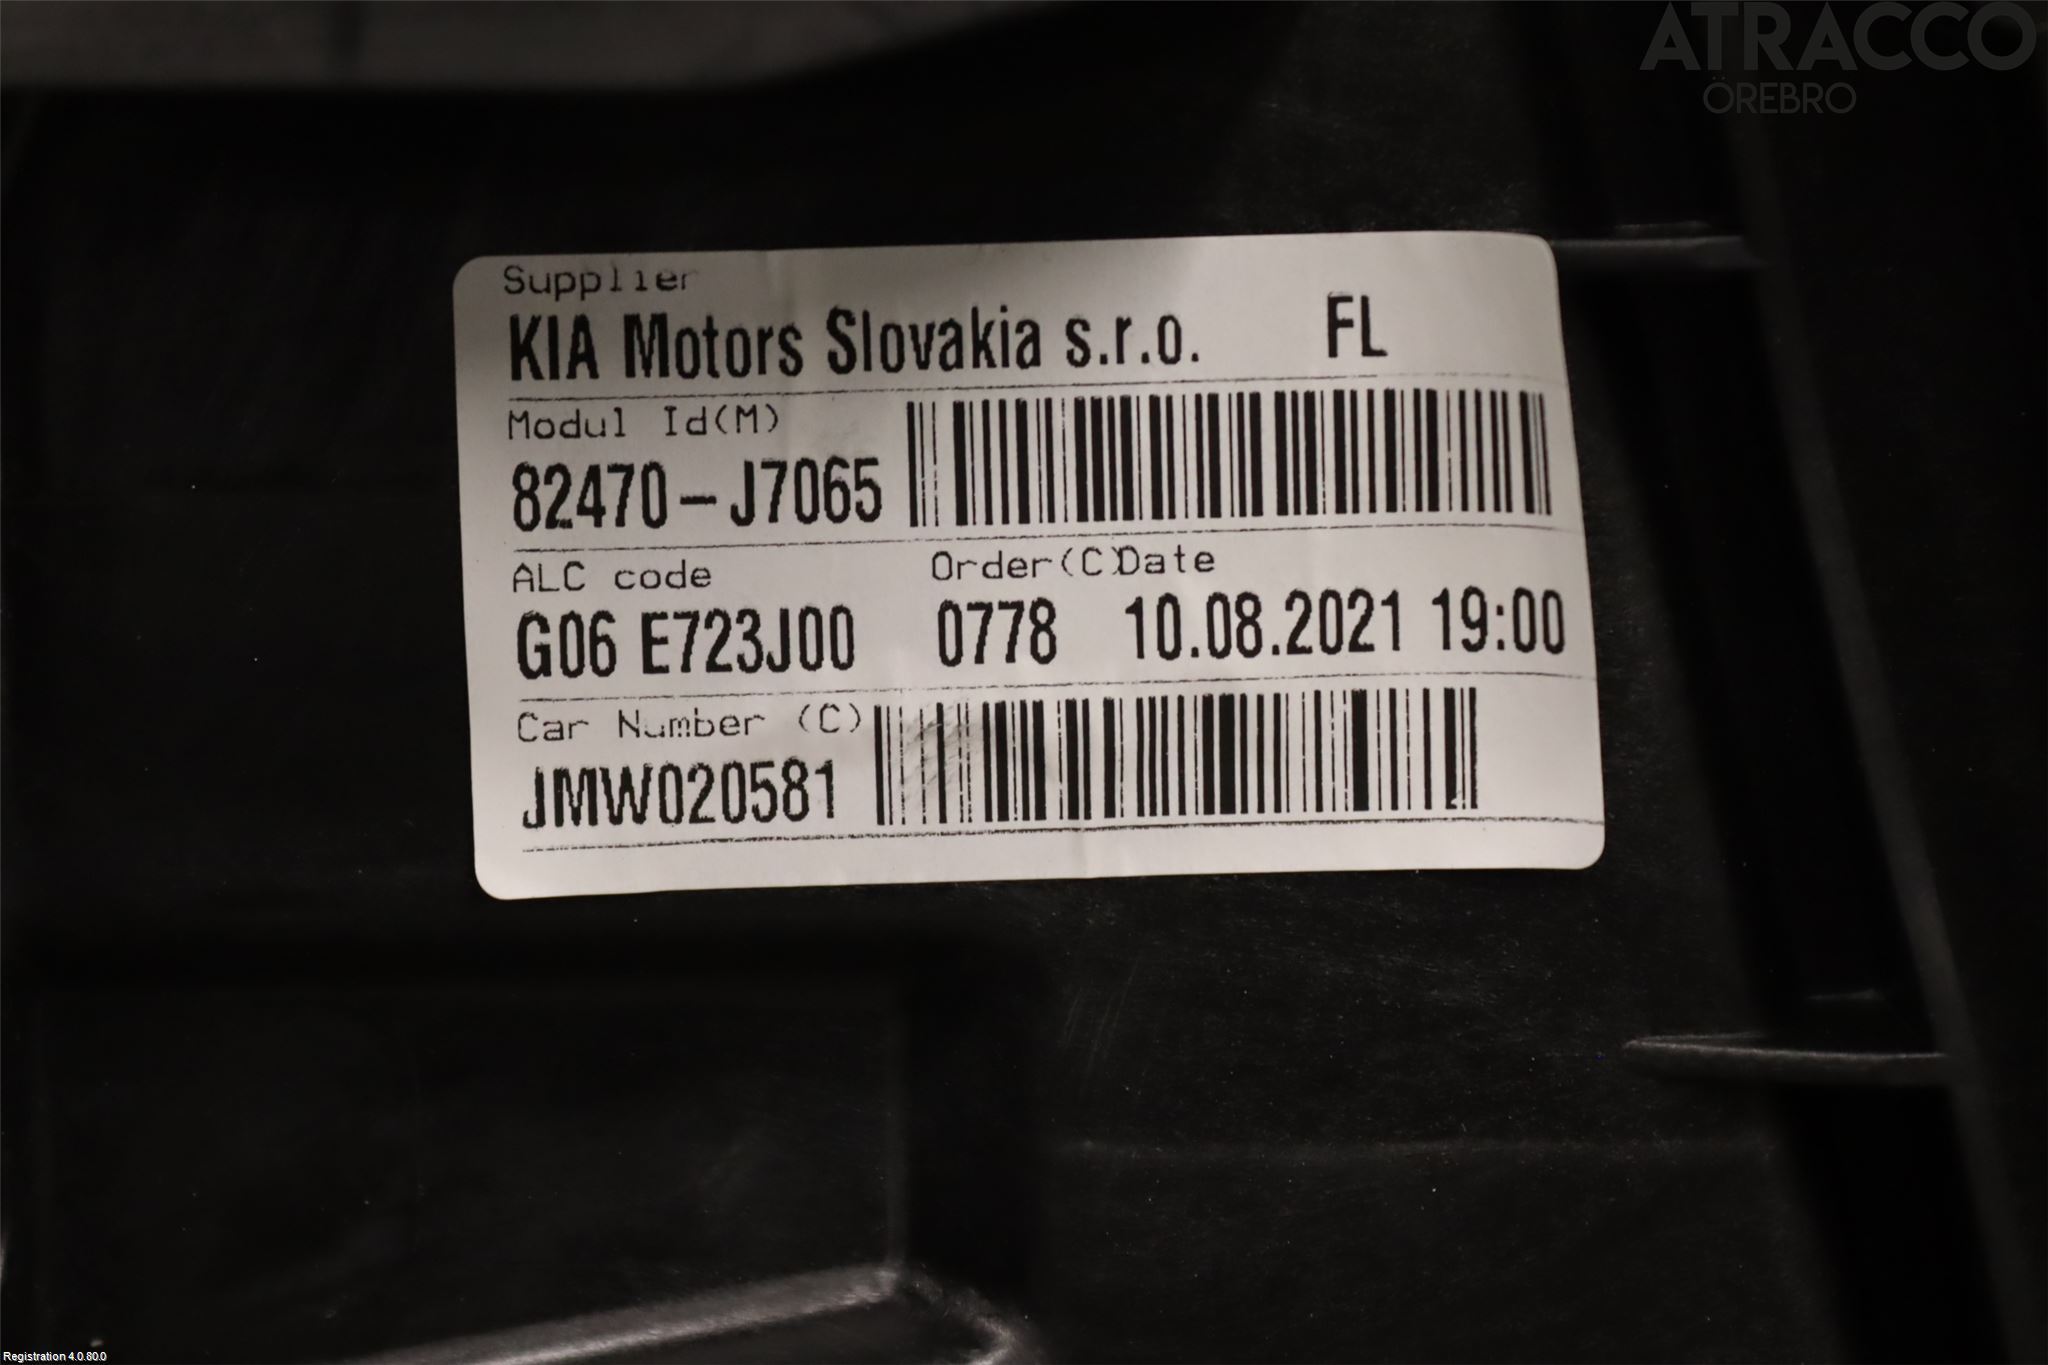 ATRACCO
ÖREBRO
Supplier
KIA Motors Slovakia s.r.o. FL
Modul Id(M)
82470-J7065
ALC code Order(C)Date
G06 E723J00 0778 10.08.2021 19:00
Car Number (C)
JMW020581
Registration 4.0.80.0